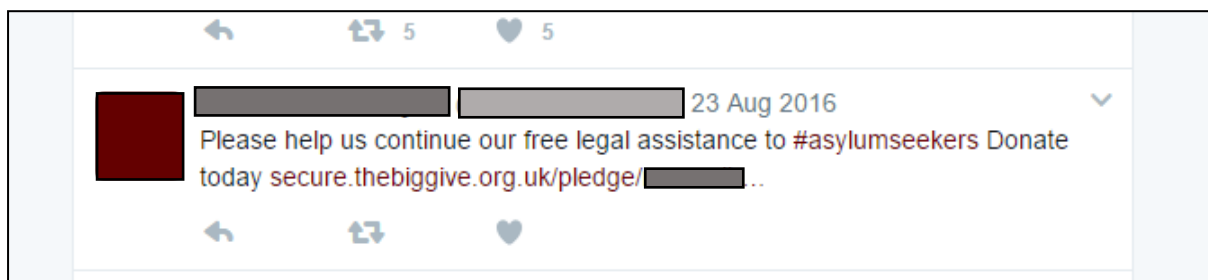 5 5
23 Aug 2016
Please help us continue our free legal assistance to #asylumseekers Donate
today secure.thebiggive.org.uk/pledge/ ...